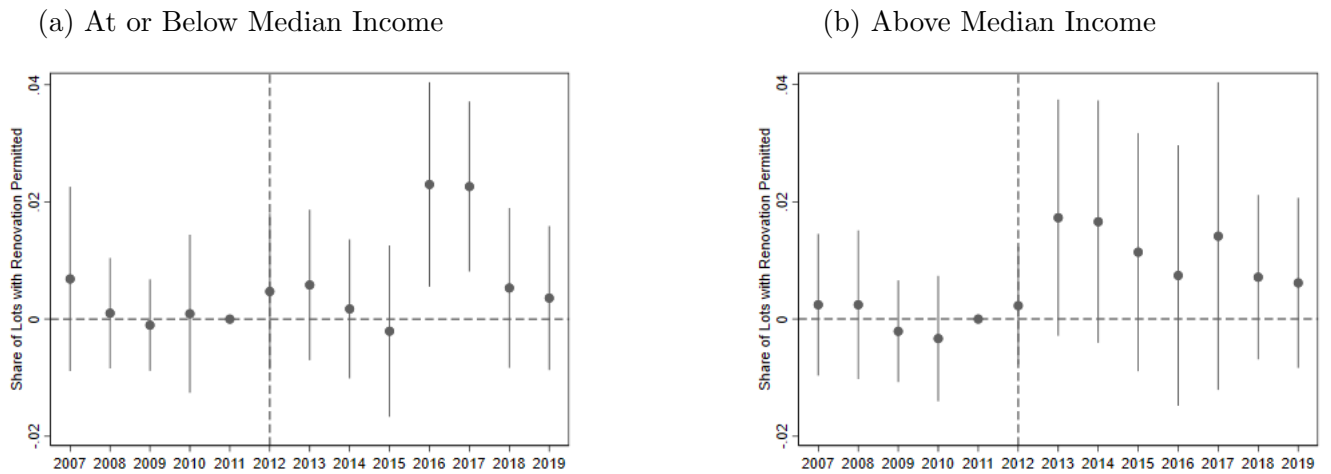 (a) At or Below Median Income
(b) Above Median Income
Share of Lots with Renovation Permitted
.04
.02
0
-.02
2007 2008 2009 2010 2011 2012 2013 2014 2015 2016 2017 2018 2019
Share of Lots with Renovation Permitted
.04
.02
0
-.02
2007 2008 2009 2010 2011 2012 2013 2014 2015 2016 2017 2018 2019